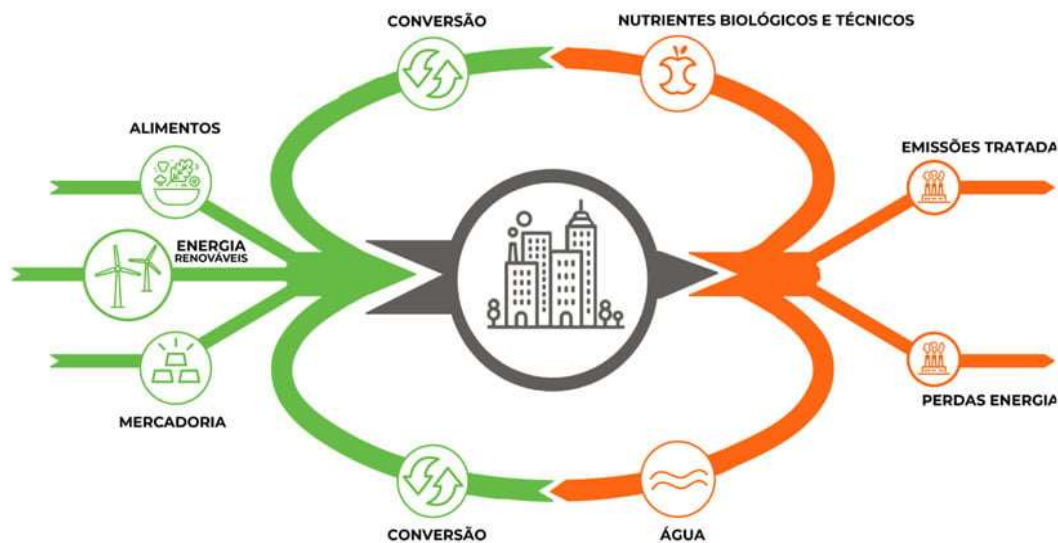 CONVERSÃO
NUTRIENTES BIOLÓGICOS E TÉCNICOS
ALIMENTOS
EMISSÕES TRATADA
ENERGIA
RENOVÁVEIS
MERCADORIA
PERDAS ENERGIA
CONVERSÃO
ÁGUA